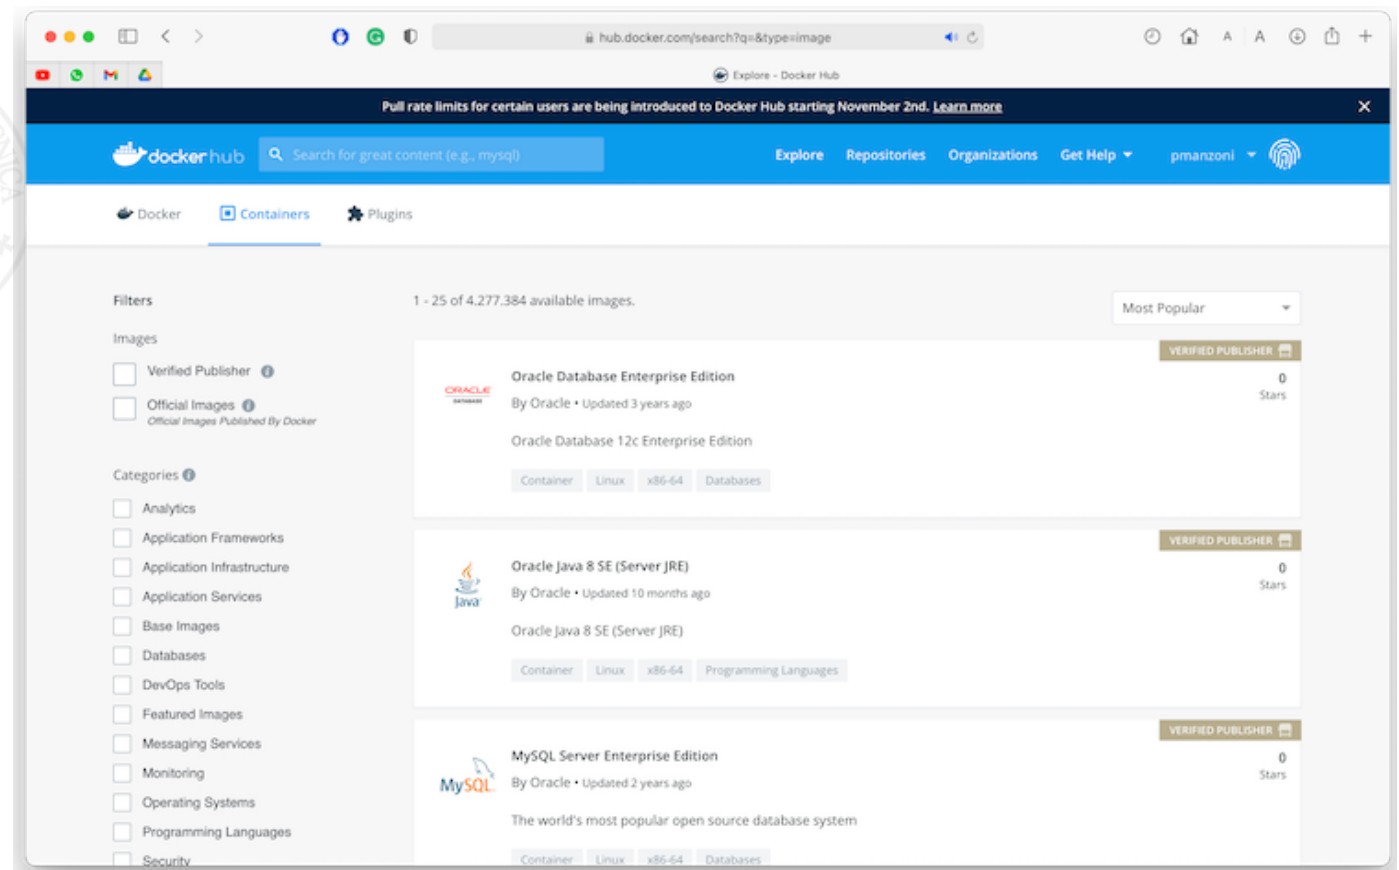 hub.docker.com/search?q=&type=image
A A
Explore - Docker Hub
Pull rate limits for certain users are being introduced to Docker Hub starting November 2nd. Learn more
dockerhub
Search for great content (e.g., mysql)
Explore Repositories Organizations Get Help pmanzoni
Docker Containers Plugins
Filters
1 - 25 of 4.277.384 available images.
Most Popular
Images
Verified Publisher
Official Images
Official Images Published By Docker
Categories
Analytics
Application Frameworks
Application Infrastructure
Application Services
Base Images
Databases
DevOps Tools
Featured Images
Messaging Services
Monitoring
Operating Systems
Programming Languages
Security
VERIFIED PUBLISHER
ORACLE
DATABASE
Oracle Database Enterprise Edition
0
Stars
By Oracle • Updated 3 years ago
Oracle Database 12c Enterprise Edition
Container Linux x86-64 Databases
VERIFIED PUBLISHER
Java
Oracle Java 8 SE (Server JRE)
0
Stars
By Oracle • Updated 10 months ago
Oracle Java 8 SE (Server JRE)
Container Linux x86-64 Programming Languages
VERIFIED PUBLISHER
MySQL
MySQL Server Enterprise Edition
0
Stars
By Oracle • Updated 2 years ago
The world's most popular open source database system
Container Linux x86-64 Databases